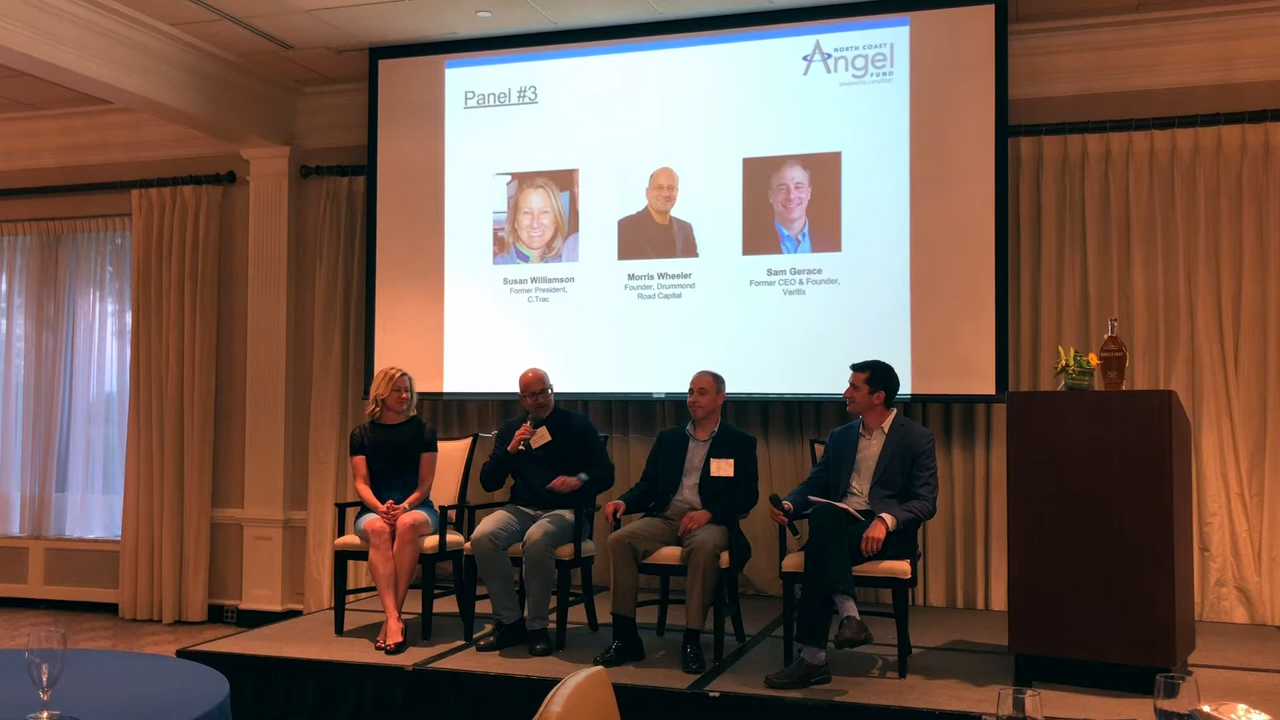 Panel #3
NORTH COAST
Angel
FUND
Susan Williamson
Former President,
C.Trac
Morris Wheeler
Founder, Drummond
Road Capital
Sam Gerace
Former CEO & Founder,
Veritix